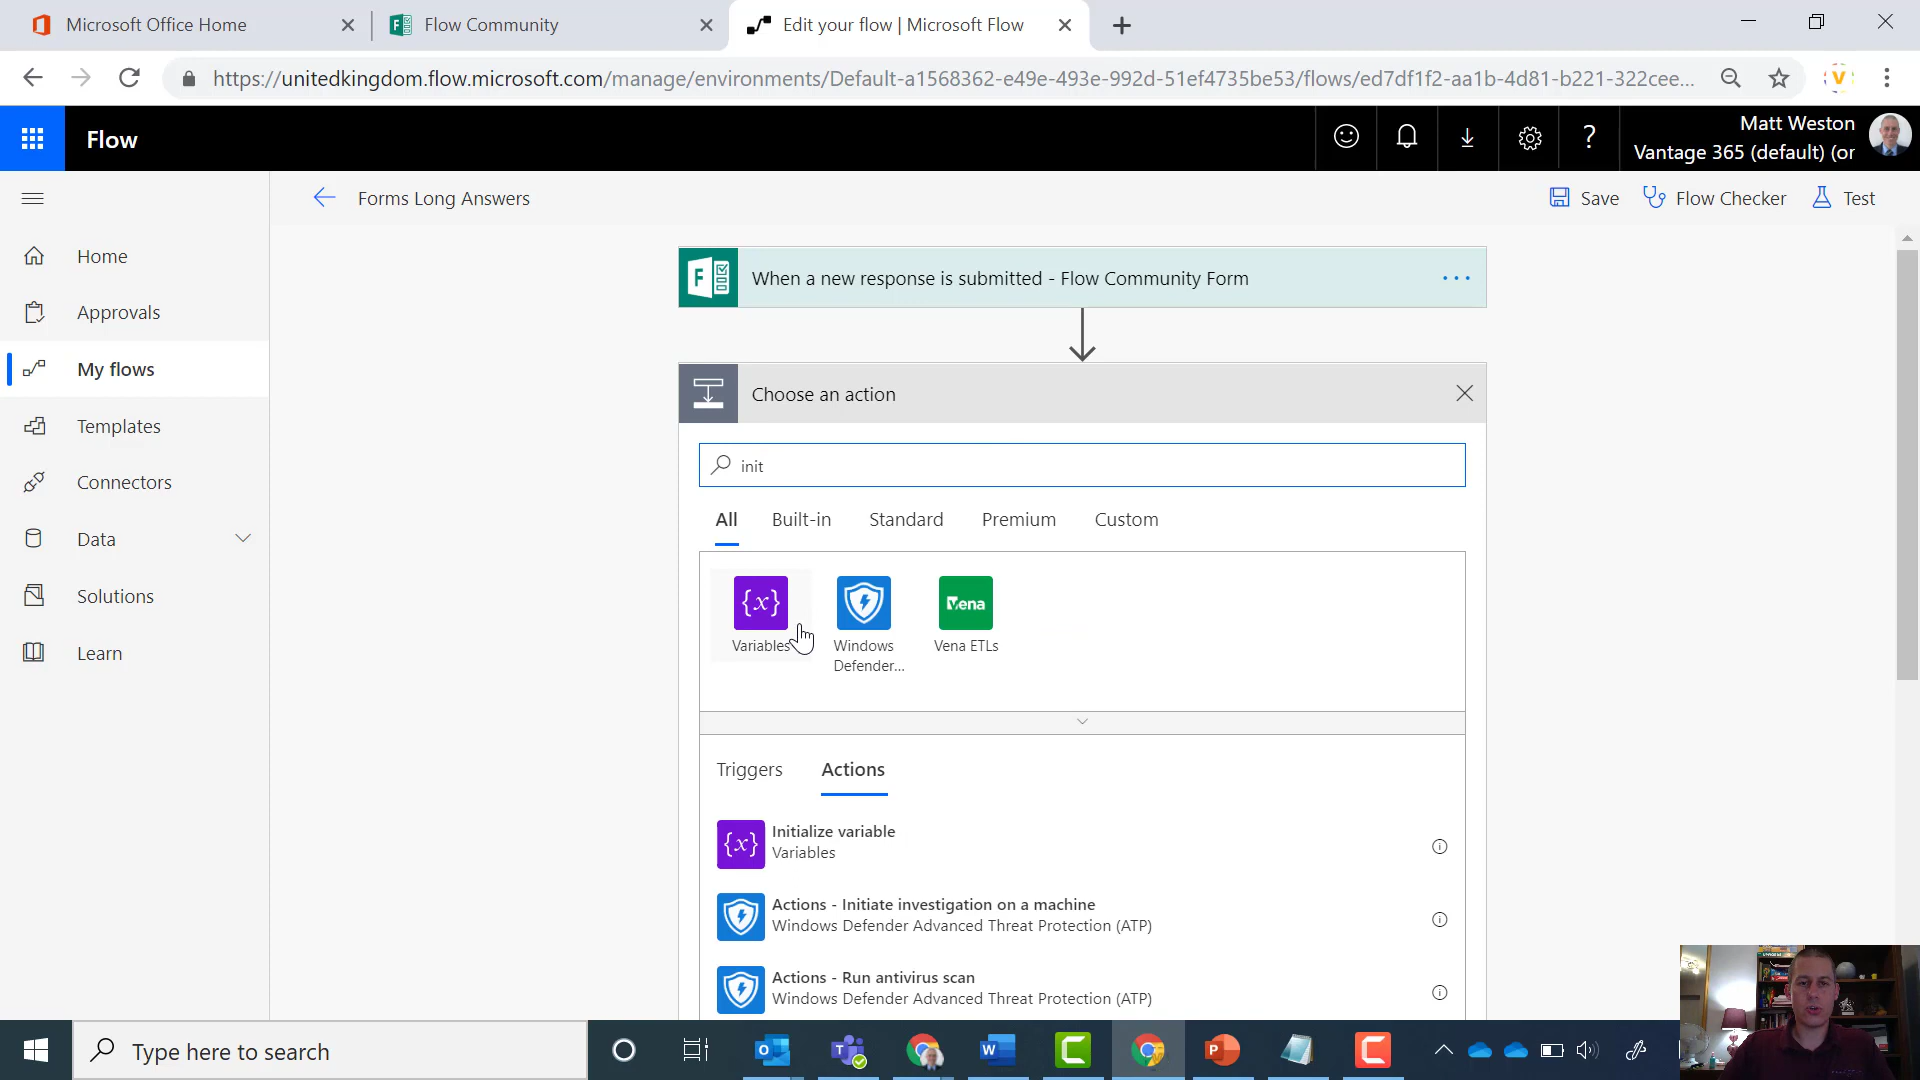 Microsoft Office Home
Flow Community
Edit your flow | Microsoft Flow
https://unitedkingdom.flow.microsoft.com/manage/environments/Default-a1568362-e49e-493e-992d-51ef4735be53/flows/ed7df1f2-aa1b-4d81-b221-322cee...
Flow
Matt Weston
Vantage 365 (default) (or
Forms Long Answers
Save
Flow Checker
Test
Home
Approvals
My flows
Templates
Connectors
Data
Solutions
Learn
When a new response is submitted - Flow Community Form
Choose an action
init
All
Built-in
Standard
Premium
Custom
Variables
Windows Defender...
Vena
Vena ETLs
Triggers
Actions
Initialize variable
Variables
Actions - Initiate investigation on a machine
Windows Defender Advanced Threat Protection (ATP)
Actions - Run antivirus scan
Windows Defender Advanced Threat Protection (ATP)
Type here to search